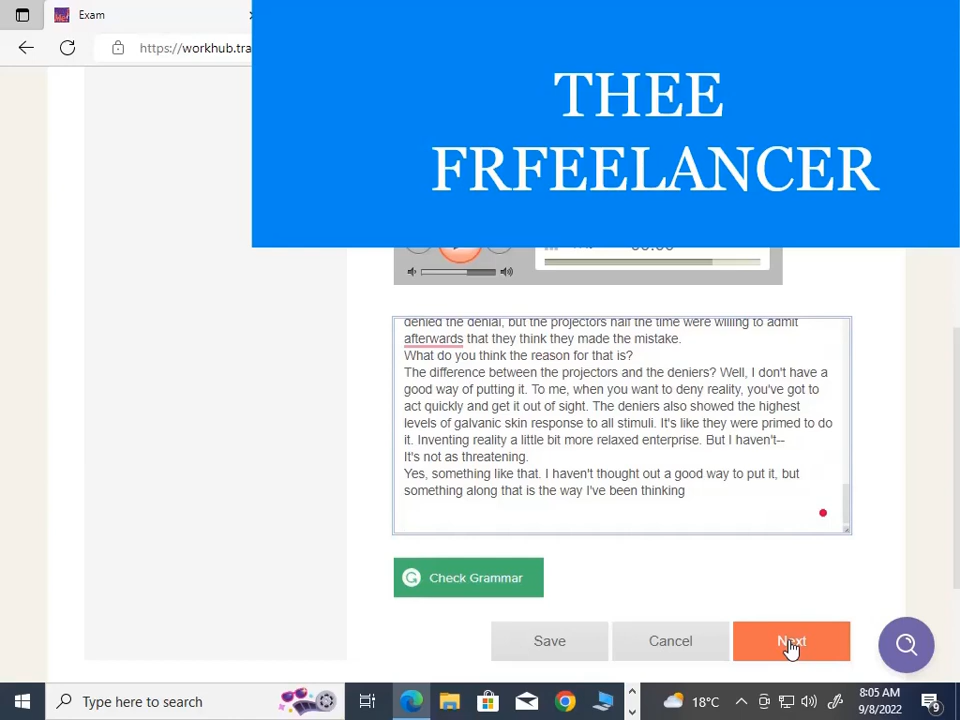 Exam
https://workhub.tra
THEE
FRFEELANCER
denied the denial, but the projectors half the time were willing to admit
afterwards that they think they made the mistake.
What do you think the reason for that is?
The difference between the projectors and the deniers? Well, I don't have a
good way of putting it. To me, when you want to deny reality, you've got to
act quickly and get it out of sight. The deniers also showed the highest
levels of galvanic skin response to all stimuli. It's like they were primed to do
it. Inventing reality a little bit more relaxed enterprise. But I haven't--
It's not as threatening.
Yes, something like that. I haven't thought out a good way to put it, but
something along that is the way I've been thinking
Check Grammar
Save
Cancel
Next
Type here to search
18°C
8:05 AM
9/8/2022
9